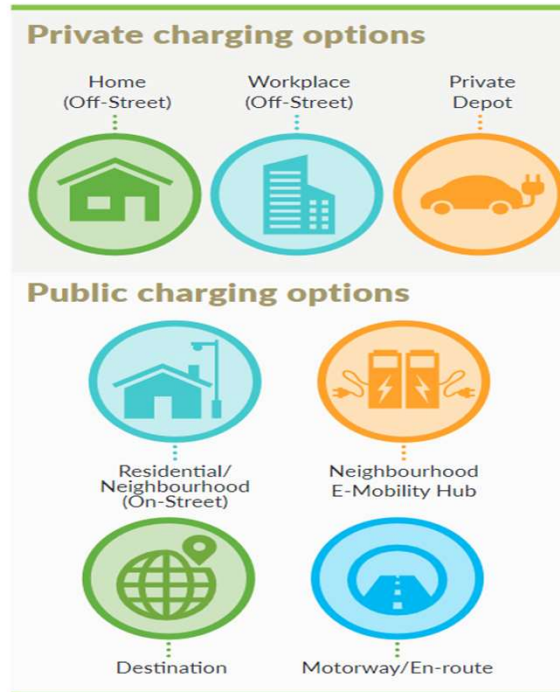 Private charging options
Home
(Off-Street)
Workplace
(Off-Street)
Private
Depot
Public charging options
Residential/
Neighbourhood
(On-Street)
Neighbourhood
E-Mobility Hub
Destination
Motorway/En-route